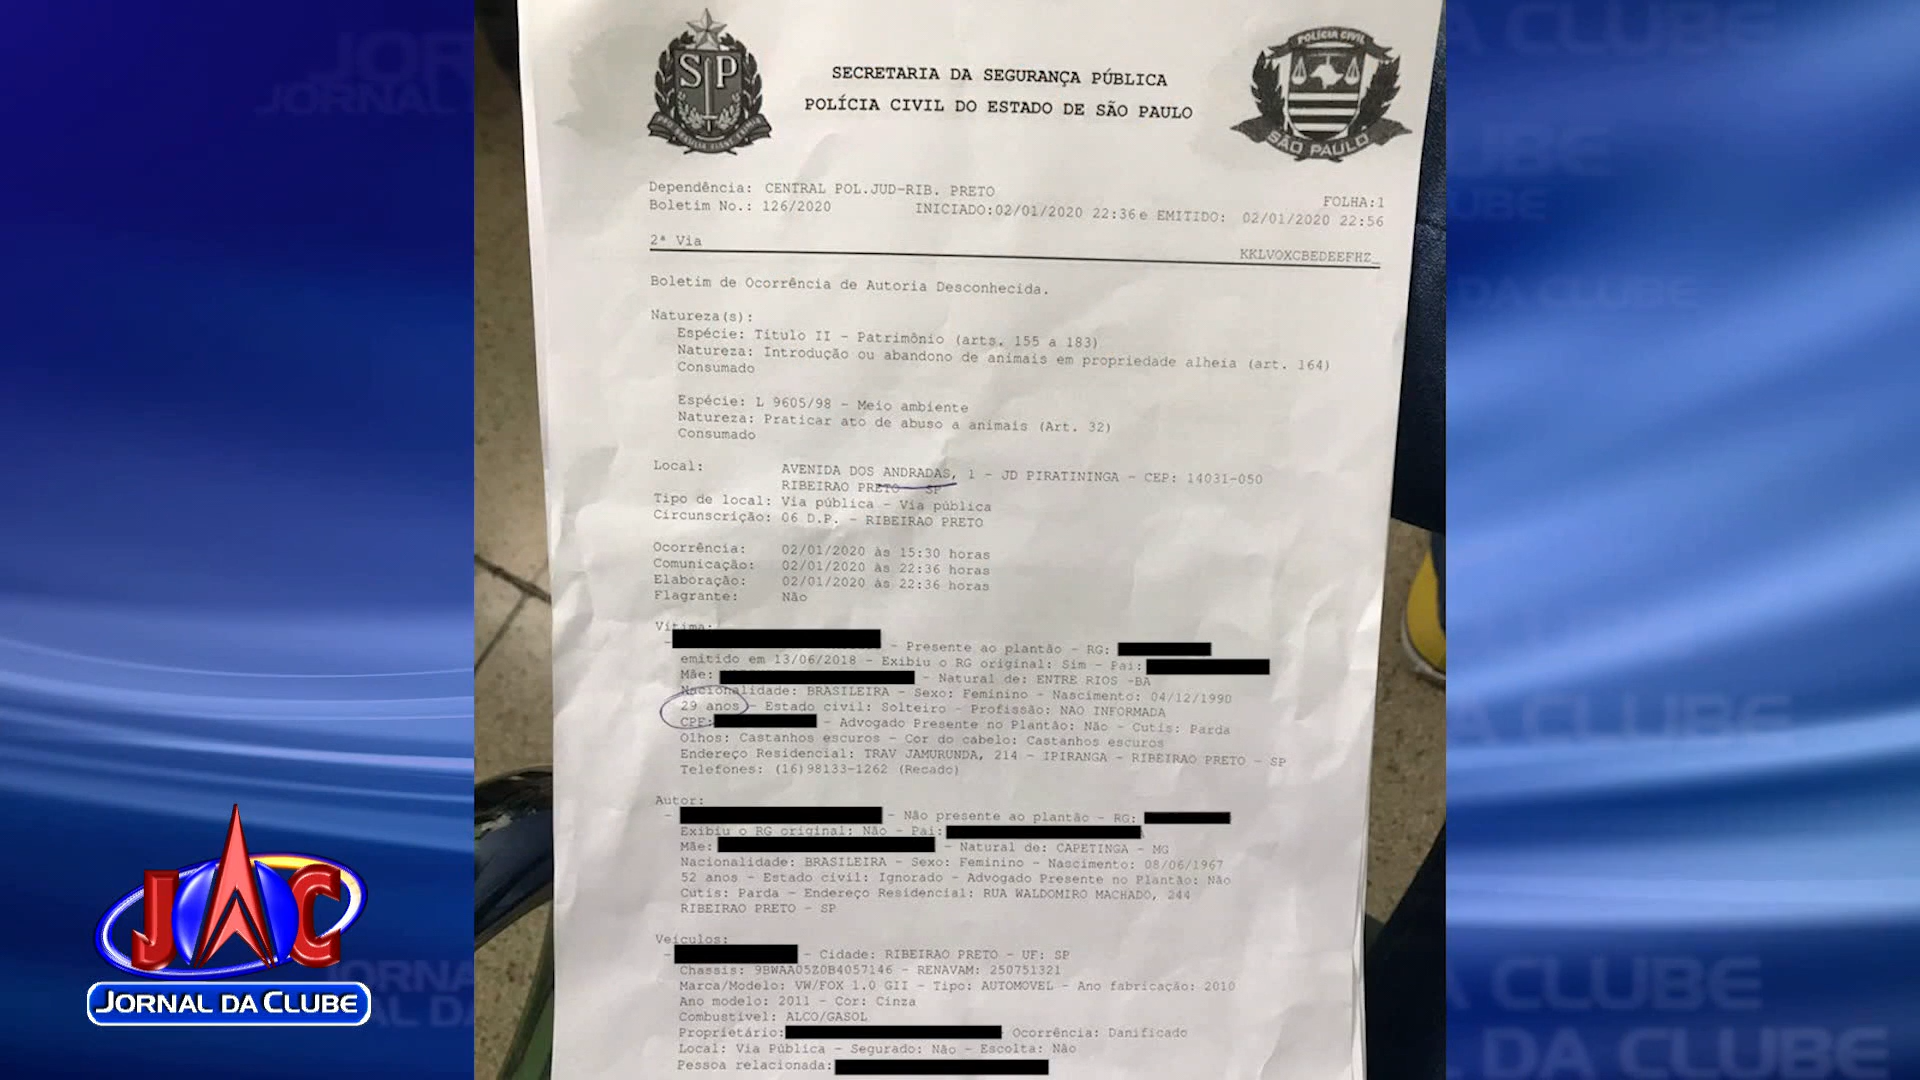 SP
SECRETARIA DA SEGURANÇA PÚBLICA
POLÍCIA CIVIL DO ESTADO DE SÃO PAULO
POLÍCIA CIVIL
SÃO PAULO
Dependência: CENTRAL POL.JUD-RIB. PRETO
FOLHA:1
Boletim No.: 126/2020 INICIADO:02/01/2020 22:36 e EMITIDO: 02/01/2020 22:56
2ª Via
KKLVOXCBEDEEFHZ_
Boletim de Ocorrência de Autoria Desconhecida.
Natureza(s):
Espécie: Título II - Patrimônio (arts. 155 a 183)
Natureza: Introdução ou abandono de animais em propriedade alheia (art. 164)
Consumado
Espécie: L 9605/98 - Meio ambiente
Natureza: Praticar ato de abuso a animais (Art. 32)
Consumado
Local: AVENIDA DOS ANDRADAS, 1 - JD PIRATININGA - CEP: 14031-050
RIBEIRAO PRETO - SP
Tipo de local: Via pública - Via pública
Circunscrição: 06 D.P. - RIBEIRAO PRETO
Ocorrência: 02/01/2020 às 15:30 horas
Comunicação: 02/01/2020 às 22:36 horas
Elaboração: 02/01/2020 às 22:36 horas
Flagrante: Não
Vítima:
- - Presente ao plantão - RG:
emitido em 13/06/2018 - Exibiu o RG original: Sim - Pai:
Mãe: - Natural de: ENTRE RIOS -BA
Nacionalidade: BRASILEIRA - Sexo: Feminino - Nascimento: 04/12/1990
29 anos - Estado civil: Solteiro - Profissão: NAO INFORMADA
CPF: - Advogado Presente no Plantão: Não - Cutis: Parda
Olhos: Castanhos escuros - Cor do cabelo: Castanhos escuros
Endereço Residencial: TRAV JAMURUNDA, 214 - IPIRANGA - RIBEIRAO PRETO - SP
Telefones: (16)98133-1262 (Recado)
Autor:
- - Não presente ao plantão - RG:
Exibiu o RG original: Não - Pai:
Mãe: - Natural de: CAPETINGA - MG
Nacionalidade: BRASILEIRA - Sexo: Feminino - Nascimento: 08/06/1967
52 anos - Estado civil: Ignorado - Advogado Presente no Plantão: Não
Cutis: Parda - Endereço Residencial: RUA WALDOMIRO MACHADO, 244
RIBEIRAO PRETO - SP
Veículos:
- - Cidade: RIBEIRAO PRETO - UF: SP
Chassis: 9BWAA05Z0B4057146 - RENAVAM: 250751321
Marca/Modelo: VW/FOX 1.0 GII - Tipo: AUTOMOVEL - Ano fabricação: 2010
Ano modelo: 2011 - Cor: Cinza
Combustível: ALCO/GASOL
Proprietário: Ocorrência: Danificado
Local: Via Pública - Segurado: Não - Escolta: Não
Pessoa relacionada:
JAC
JORNAL DA CLUBE